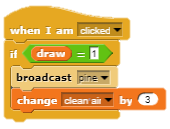 when I am clicked
if draw = 1
broadcast pine
change clean air by 3